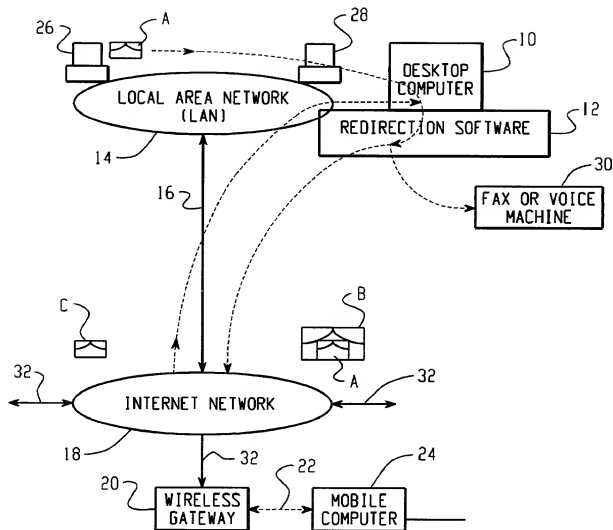 26
A
28
10
DESKTOP
COMPUTER
LOCAL AREA NETWORK
(LAN)
REDIRECTION SOFTWARE
12
14
16
30
FAX OR VOICE
MACHINE
C
B
A
32
INTERNET NETWORK
32
18
32
20
WIRELESS
GATEWAY
22
24
MOBILE
COMPUTER